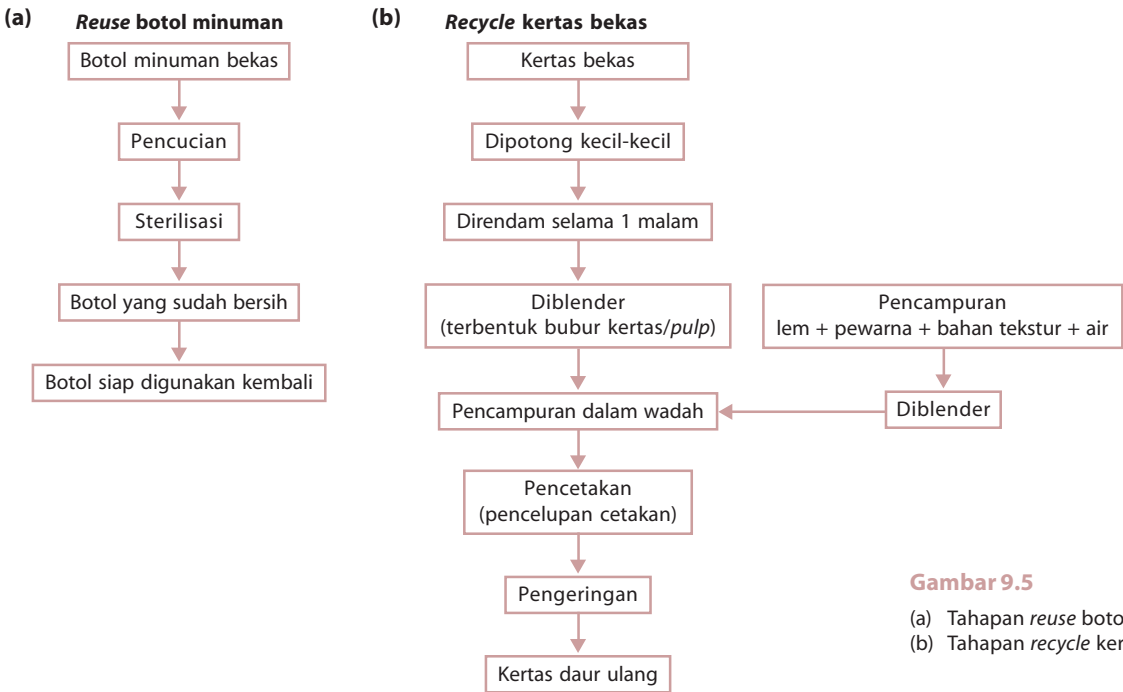 (a) Reuse botol minuman
Botol minuman bekas
Pencucian
Sterilisasi
Botol yang sudah bersih
Botol siap digunakan kembali
(b) Recycle kertas bekas
Kertas bekas
Dipotong kecil-kecil
Direndam selama 1 malam
Diblender
(terbentuk bubur kertas/pulp)
Pencampuran
lem + pewarna + bahan tekstur + air
Diblender
Pencampuran dalam wadah
Pencetakan
(pencelupan cetakan)
Pengeringan
Kertas daur ulang
Gambar 9.5
(a) Tahapan reuse boto
(b) Tahapan recycle ker